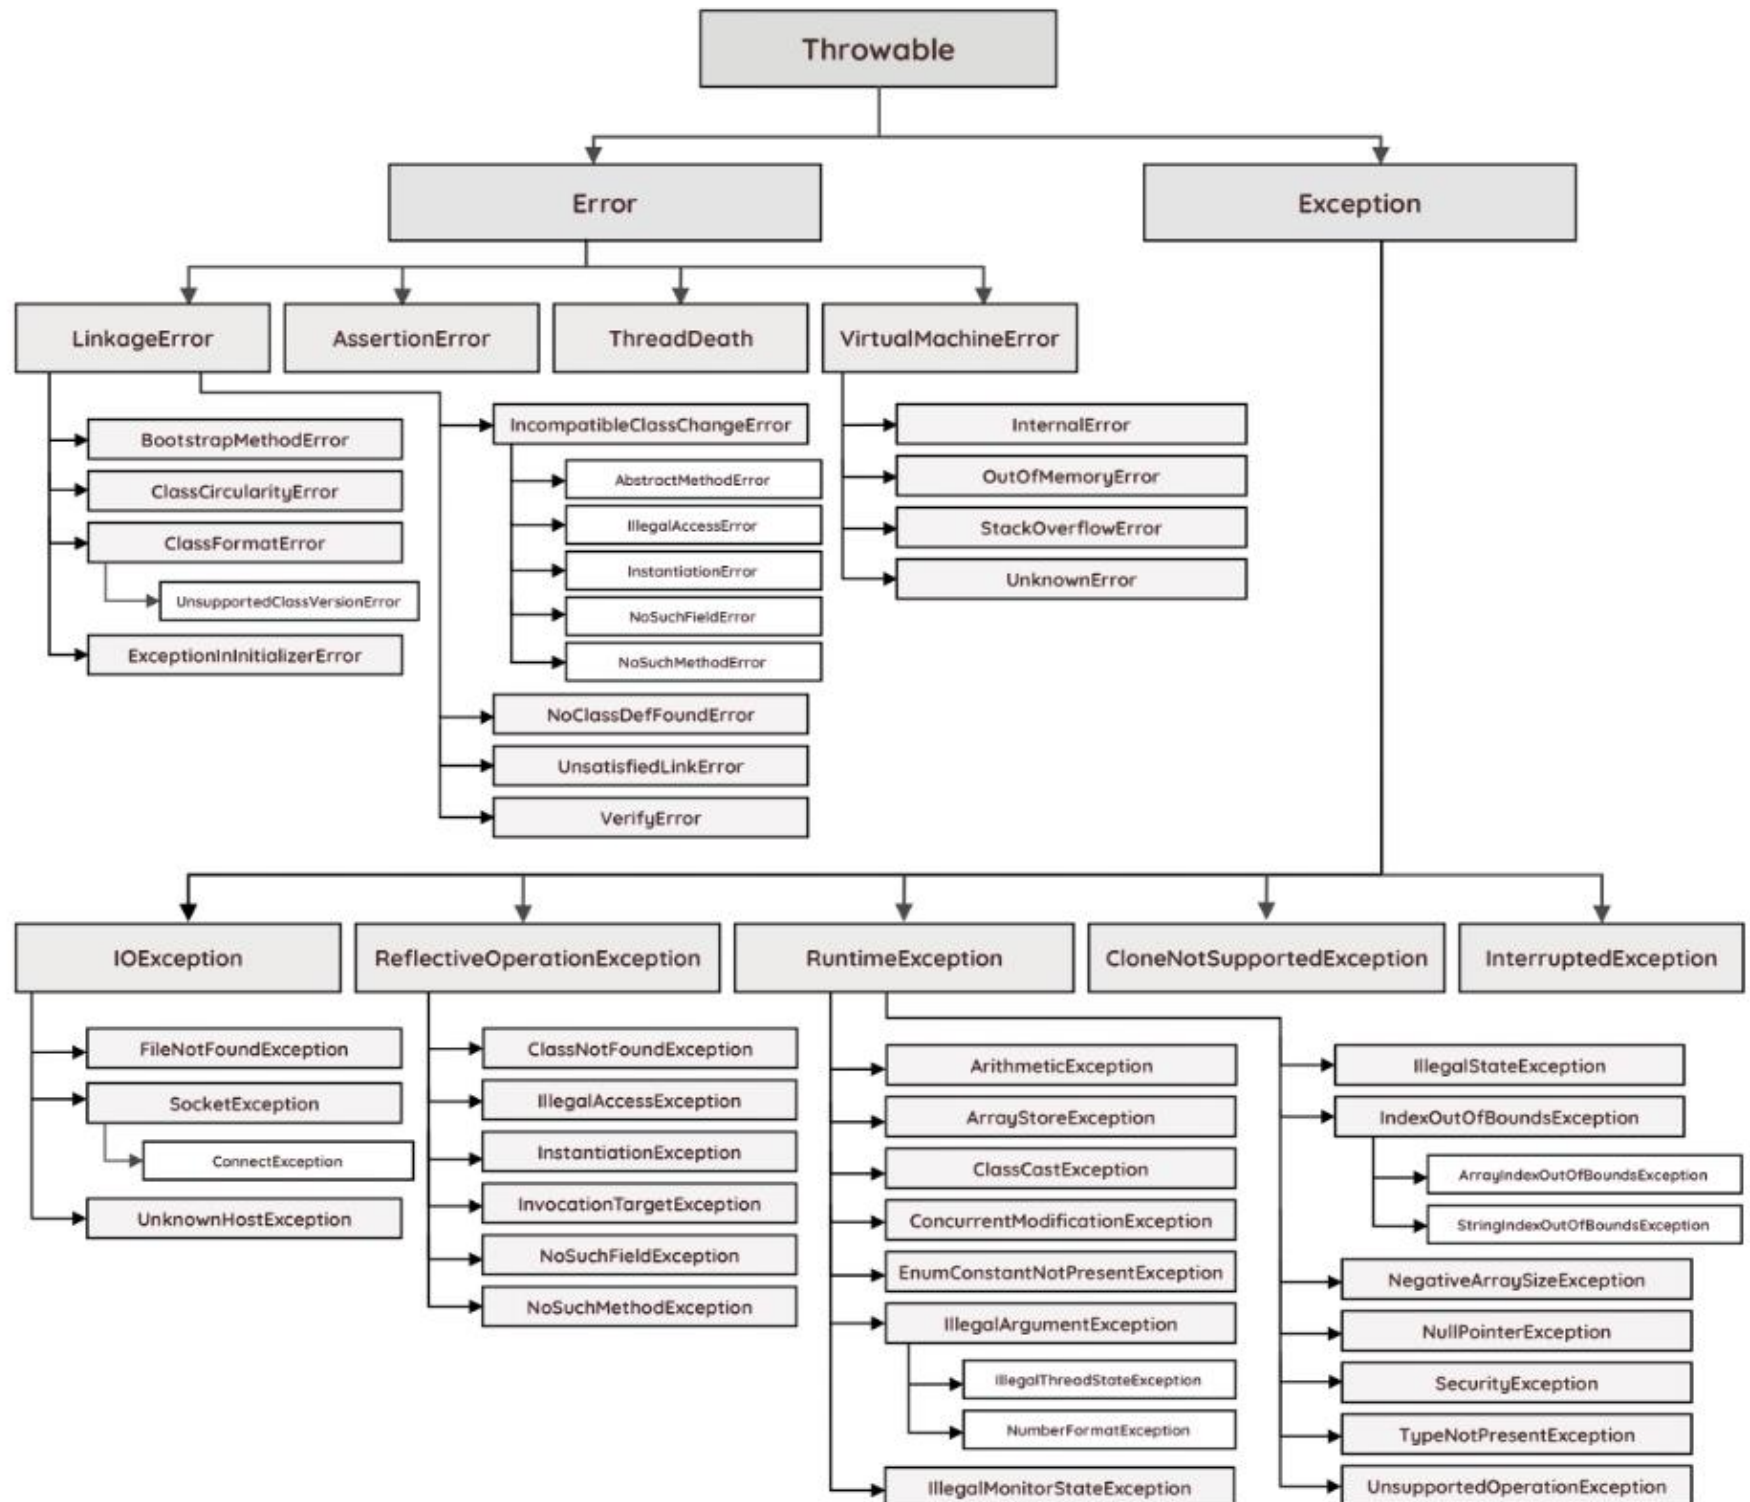 Throwable
Error
Exception
LinkageError
AssertionError
ThreadDeath
VirtualMachineError
BootstrapMethodError
ClassCircularityError
ClassFormatError
UnsupportedClassVersionError
ExceptionInInitializerError
IncompatibleClassChangeError
AbstractMethodError
IllegalAccessError
InstantiationError
NoSuchFieldError
NoSuchMethodError
NoClassDefFoundError
UnsatisfiedLinkError
VerifyError
InternalError
OutOfMemoryError
StackOverflowError
UnknownError
IOException
ReflectiveOperationException
RuntimeException
CloneNotSupportedException
InterruptedException
FileNotFoundException
SocketException
ConnectException
UnknownHostException
ClassNotFoundException
IllegalAccessException
InstantiationException
InvocationTargetException
NoSuchFieldException
NoSuchMethodException
ArithmeticException
ArrayStoreException
ClassCastException
ConcurrentModificationException
EnumConstantNotPresentException
IllegalArgumentException
IllegalThreadStateException
NumberFormatException
IllegalMonitorStateException
IllegalStateException
IndexOutOfBoundsException
ArrayIndexOutOfBoundsException
StringIndexOutOfBoundsException
NegativeArraySizeException
NullPointerException
SecurityException
TypeNotPresentException
UnsupportedOperationException